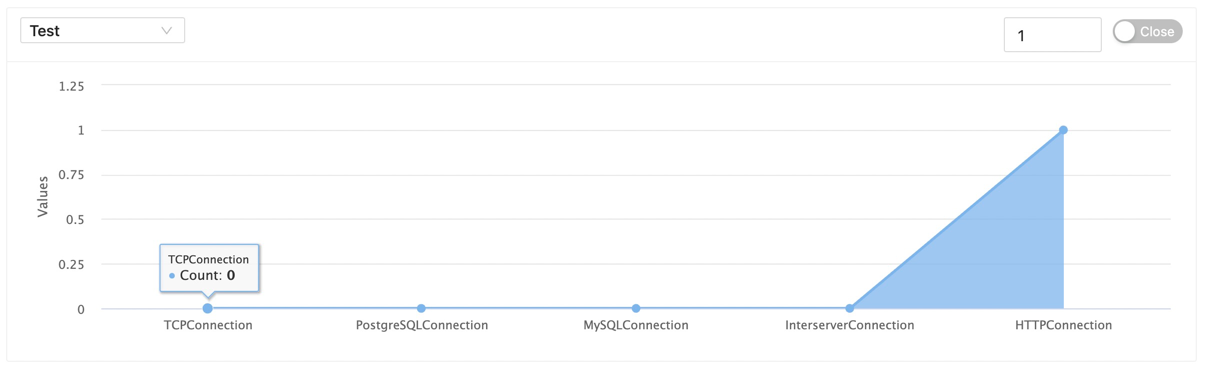 Test
1
Close
1.25
1
0.75
0.5
0.25
0
Values
TCPConnection
Count: 0
TCPConnection
PostgreSQLConnection
MySQLConnection
InterserverConnection
HTTPConnection